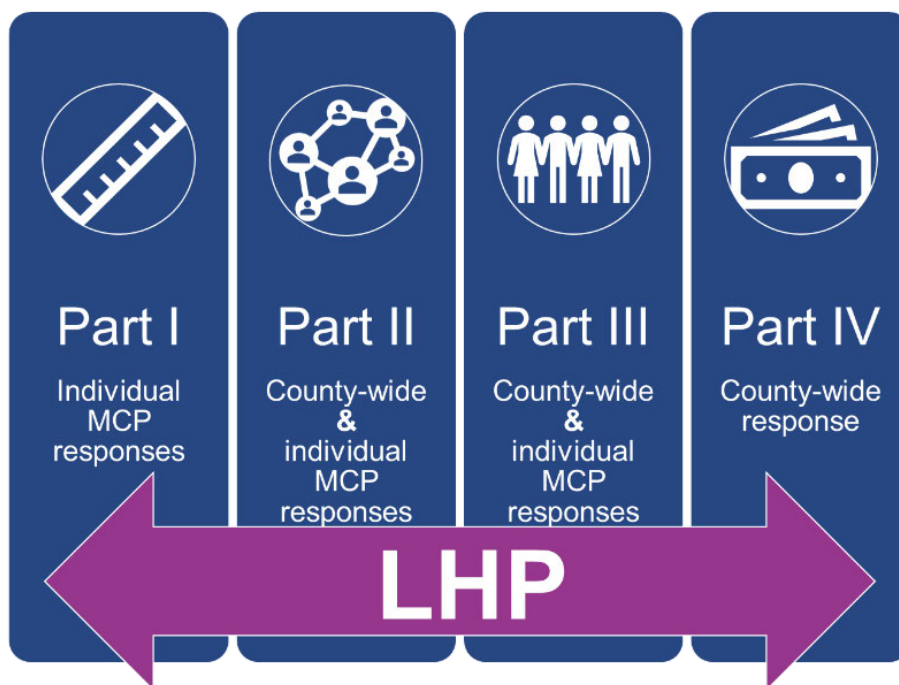 Part I
Individual
MCP
responses
Part II
County-wide
&
individual
MCP
responses
Part III
County-wide
&
individual
MCP
responses
Part IV
County-wide
response
LHP